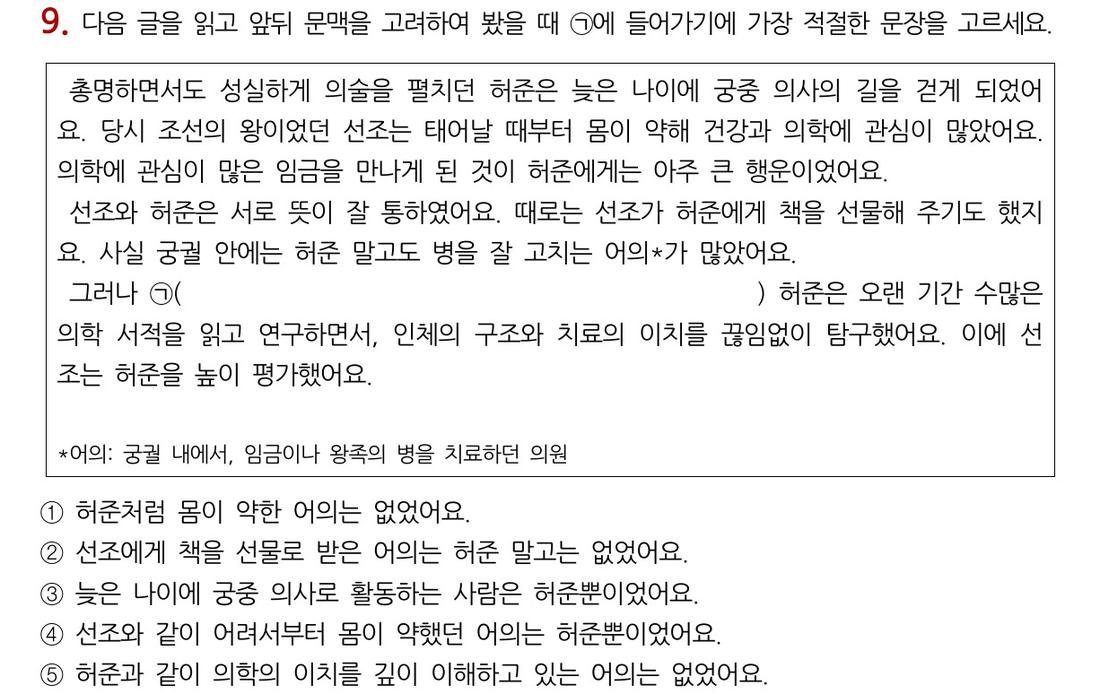 9. 다음 글을 읽고 앞뒤 문맥을 고려하여 봤을 때 ㉠에 들어가기에 가장 적절한 문장을 고르세요.
총명하면서도 성실하게 의술을 펼치던 허준은 늦은 나이에 궁중 의사의 길을 걷게 되었어
요. 당시 조선의 왕이었던 선조는 태어날 때부터 몸이 약해 건강과 의학에 관심이 많았어요.
의학에 관심이 많은 임금을 만나게 된 것이 허준에게는 아주 큰 행운이었어요.
선조와 허준은 서로 뜻이 잘 통하였어요. 때로는 선조가 허준에게 책을 선물해 주기도 했지
요. 사실 궁궐 안에는 허준 말고도 병을 잘 고치는 어의*가 많았어요.
그러나 ㉠( ) 허준은 오랜 기간 수많은
의학 서적을 읽고 연구하면서, 인체의 구조와 치료의 이치를 끊임없이 탐구했어요. 이에 선
조는 허준을 높이 평가했어요.
*어의: 궁궐 내에서, 임금이나 왕족의 병을 치료하던 의원
① 허준처럼 몸이 약한 어의는 없었어요.
② 선조에게 책을 선물로 받은 어의는 허준 말고는 없었어요.
③ 늦은 나이에 궁중 의사로 활동하는 사람은 허준뿐이었어요.
④ 선조와 같이 어려서부터 몸이 약했던 어의는 허준뿐이었어요.
⑤ 허준과 같이 의학의 이치를 깊이 이해하고 있는 어의는 없었어요.